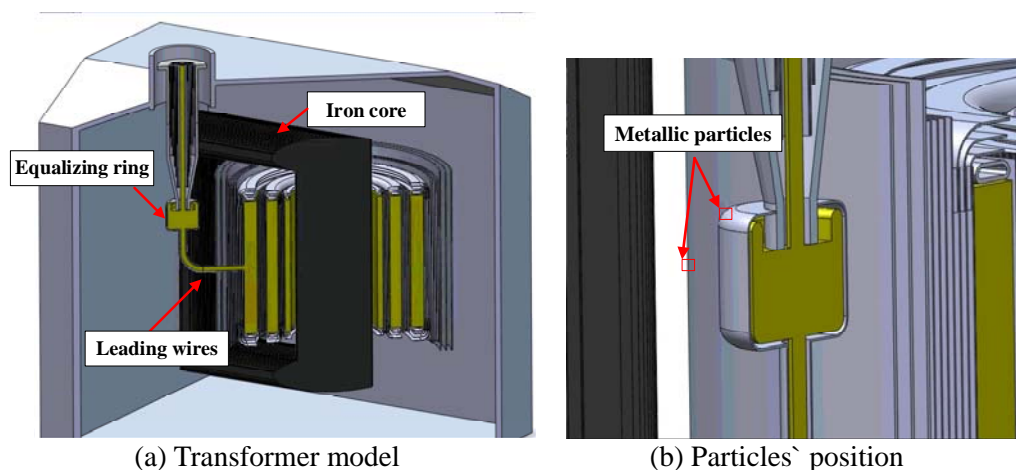 Iron core
Equalizing ring
Leading wires
Metallic particles
(a) Transformer model
(b) Particles` position